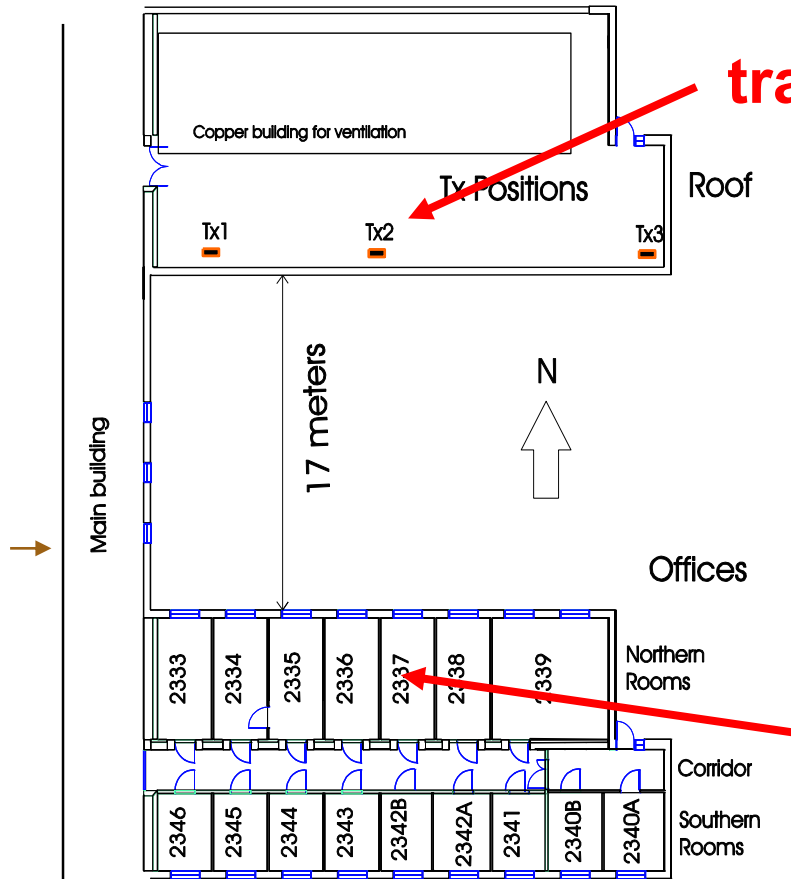 tra
Copper building for ventilation
Tx Positions
Roof
Tx1
Tx2
Tx3
17 meters
N
Main building
Offices
2333
2334
2335
2336
2337
2338
2339
Northern
Rooms
Corridor
2346
2345
2344
2343
2342B
2342A
2341
2340B
2340A
Southern
Rooms